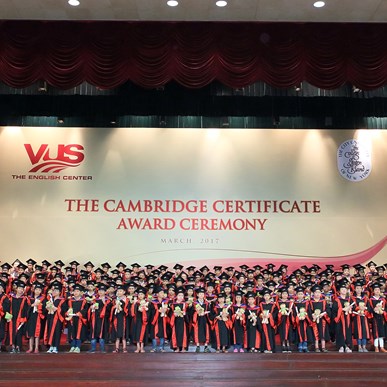 VUS
THE ENGLISH CENTER
THE CAMBRIDGE CERTIFICATE
AWARD CEREMONY
MARCH 2017